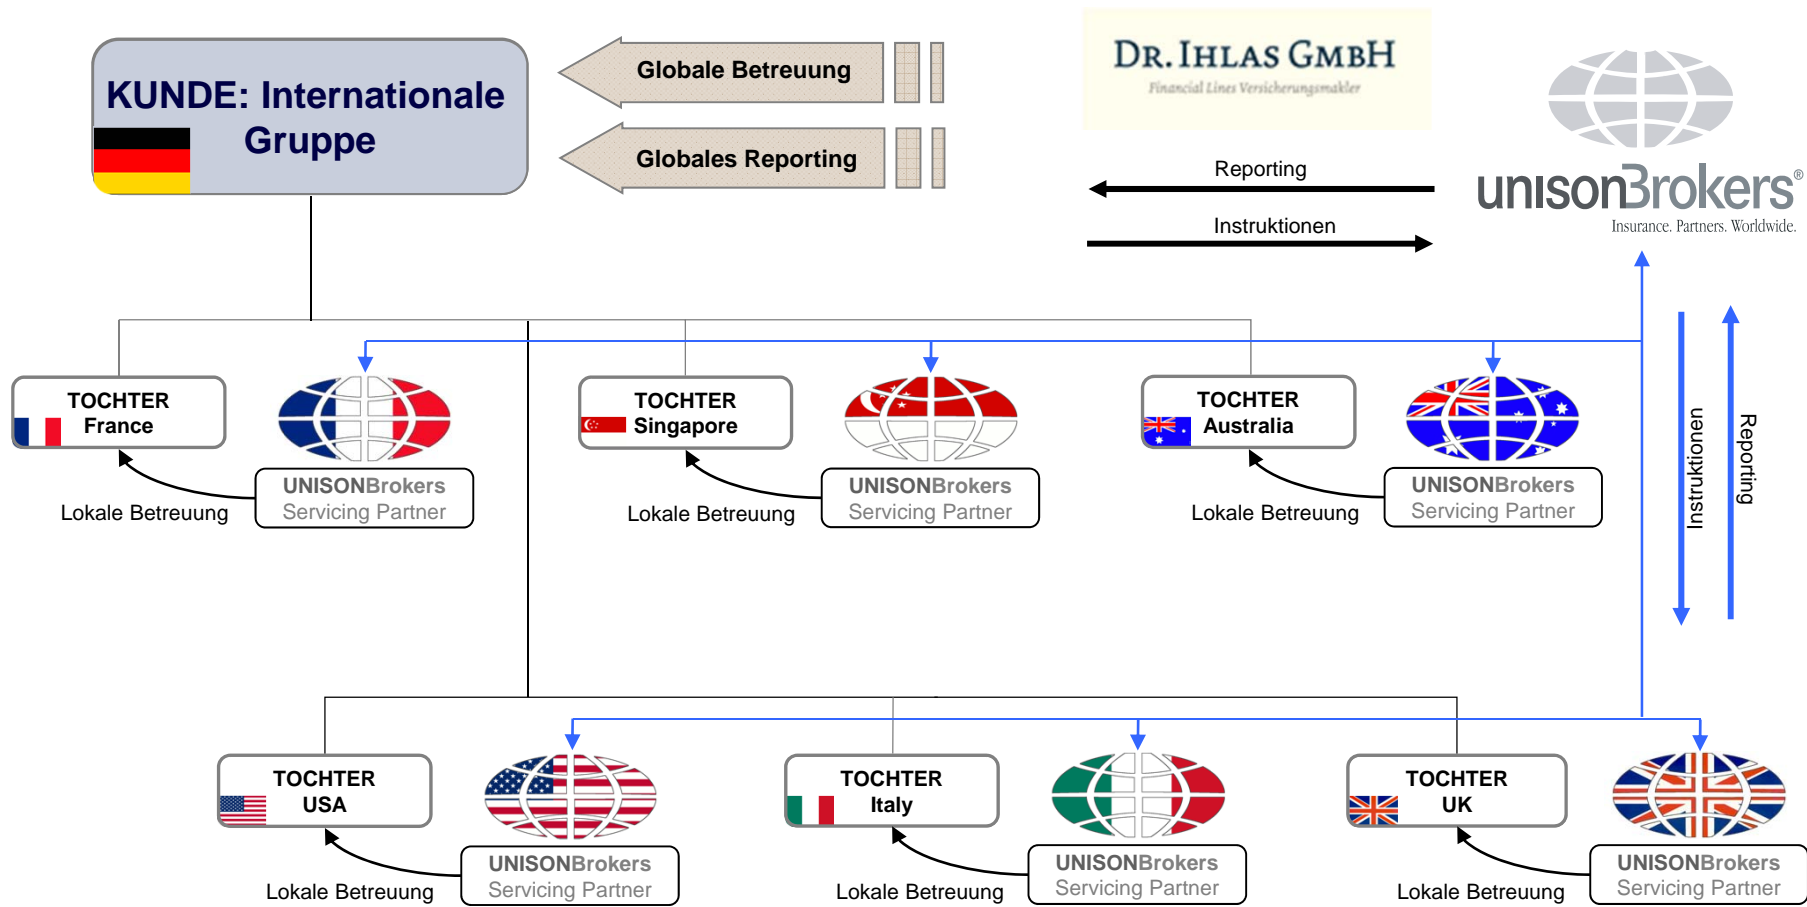 KUNDE: Internationale
Gruppe
Globale Betreuung
Globales Reporting
DR. IHLAS GMBH
Financial Lines Versicherungsmakler
Reporting
Instruktionen
unisonBrokers®
Insurance. Partners. Worldwide.
TOCHTER
France
UNISONBrokers
Servicing Partner
Lokale Betreuung
TOCHTER
Singapore
UNISONBrokers
Servicing Partner
Lokale Betreuung
TOCHTER
Australia
UNISONBrokers
Servicing Partner
Lokale Betreuung
Instruktionen
Reporting
TOCHTER
USA
UNISONBrokers
Servicing Partner
Lokale Betreuung
TOCHTER
Italy
UNISONBrokers
Servicing Partner
Lokale Betreuung
TOCHTER
UK
UNISONBrokers
Servicing Partner
Lokale Betreuung